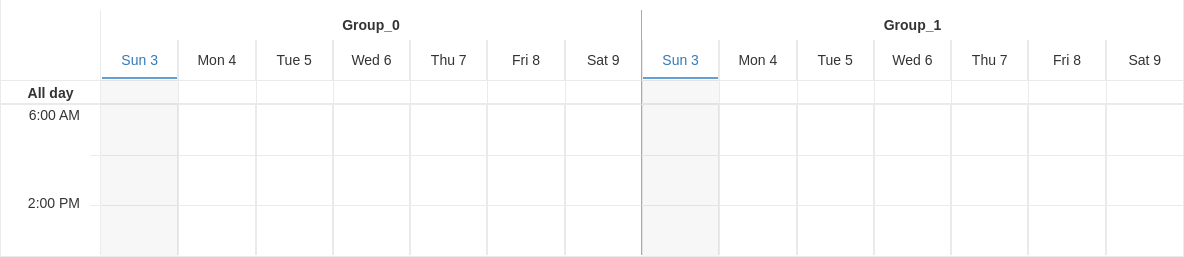 Group_0 Group_1
Sun 3 Mon 4 Tue 5 Wed 6 Thu 7 Fri 8 Sat 9 Sun 3 Mon 4 Tue 5 Wed 6 Thu 7 Fri 8 Sat 9
All day
6:00 AM
2:00 PM